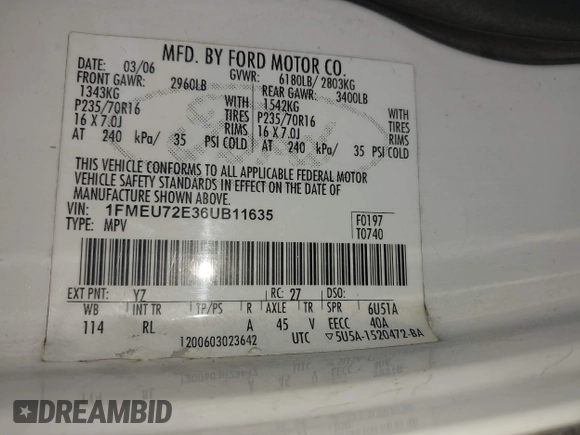 MFD. BY FORD MOTOR CO.
DATE: 03/06 GVWR: 6180LB/ 2803KG
FRONT GAWR: 2960LB REAR GAWR: 3400LB
1343KG WITH 1542KG WITH
P235/70R16 TIRES P235/70R16 TIRES
16 X 7.0J RIMS 16 X 7.0J RIMS
AT 240 kPa/ 35 PSI COLD AT 240 kPa/ 35 PSI COLD
THIS VEHICLE CONFORMS TO ALL APPLICABLE FEDERAL MOTOR
VEHICLE SAFETY STANDARDS IN EFFECT ON THE DATE OF
MANUFACTURE SHOWN ABOVE.
VIN: 1FMEU72E36UB11635 F0197
TYPE: MPV T0740
EXT PNT: YZ RC: 27 DSO:
WB INT TR TP/PS R AXLE TR SPR 6U51A
114 RL A 45 V EECC 40A
1200603023642 UTC ▽5U5A-1520472-BA
DREAMBID